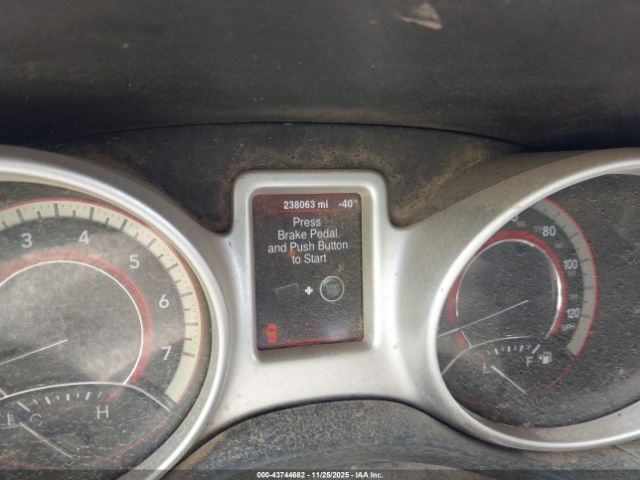 238063 mi -40°
Press
Brake Pedal
and Push Button
to Start
+
3 4 5 6 7
H
C
80 100 120
MPH
E F
000-43744682 - 11/25/2025 - IAA Inc.